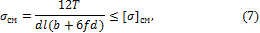 σсм = 12T / dl(b + 6fd) ≤ [σ]см, (7)